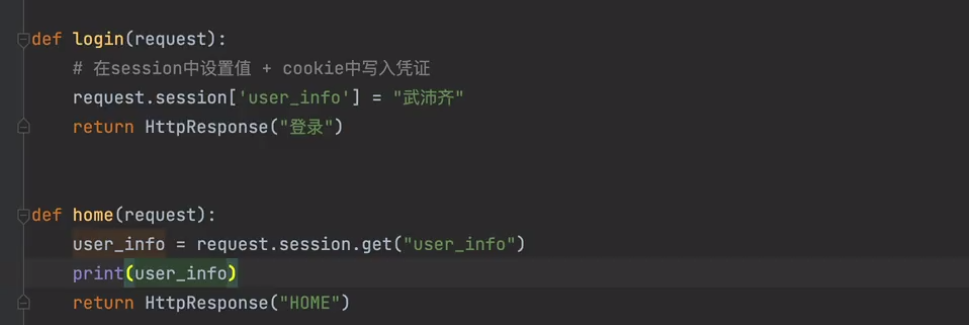 def login(request):
# 在session中设置值 + cookie中写入凭证
request.session['user_info'] = "武沛齐"
return HttpResponse("登录")
def home(request):
user_info = request.session.get("user_info")
print(user_info)
return HttpResponse("HOME")